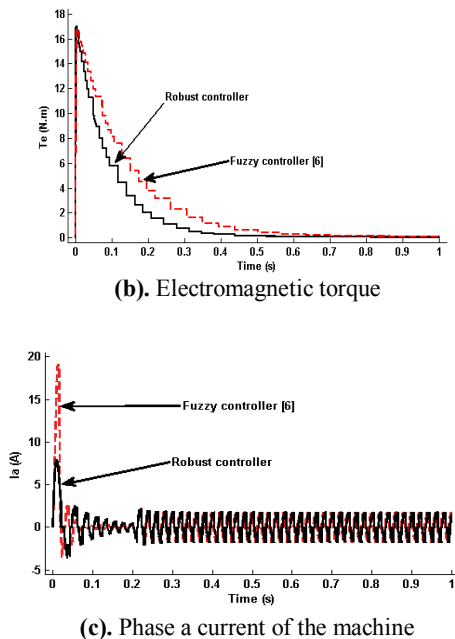 18
16
14
12
10
8
6
4
2
0
Te (N.m)
Robust controller
Fuzzy controller [6]
0 0.1 0.2 0.3 0.4 0.5 0.6 0.7 0.8 0.9 1
Time (s)
(b). Electromagnetic torque
20
15
10
5
0
-5
Ia (A)
Fuzzy controller [6]
Robust controller
0 0.1 0.2 0.3 0.4 0.5 0.6 0.7 0.8 0.9 1
Time (s)
(c). Phase a current of the machine